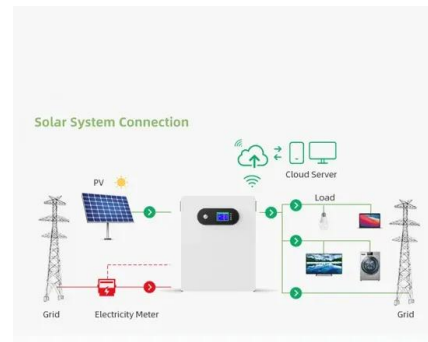 Solar System Connection
Cloud Server
PV
Load
Grid
Electricity Meter
Grid